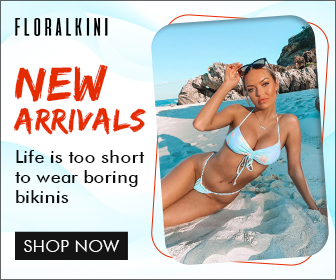 FLORALKINI
NEW
ARRIVALS
Life is too short
to wear boring
bikinis
SHOP NOW